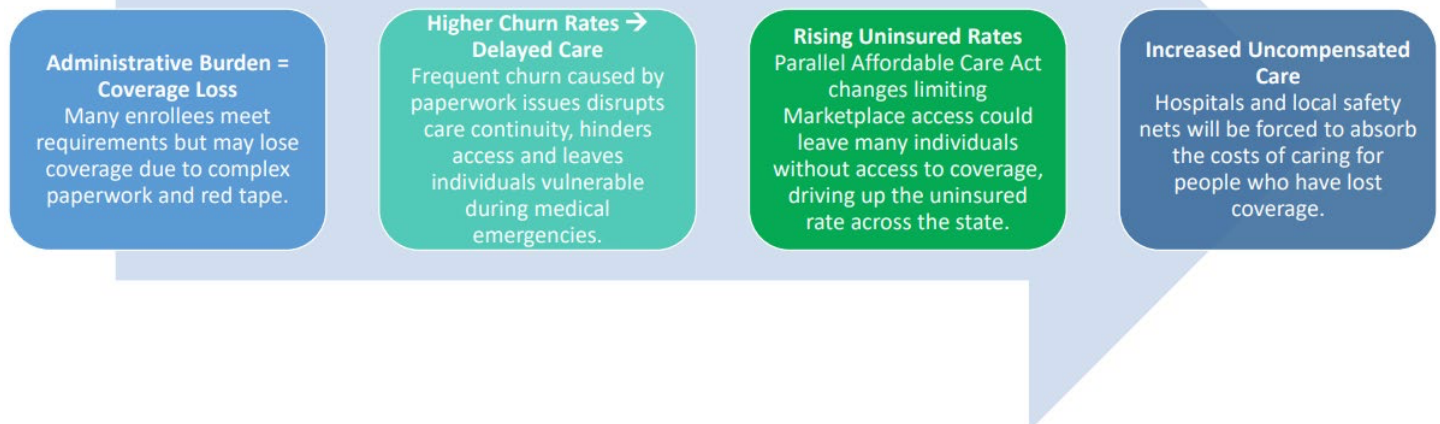 Administrative Burden =
Coverage Loss
Many enrollees meet
requirements but may lose
coverage due to complex
paperwork and red tape.
Higher Churn Rates →
Delayed Care
Frequent churn caused by
paperwork issues disrupts
care continuity, hinders
access and leaves
individuals vulnerable
during medical
emergencies.
Rising Uninsured Rates
Parallel Affordable Care Act
changes limiting
Marketplace access could
leave many individuals
without access to coverage,
driving up the uninsured
rate across the state.
Increased Uncompensated
Care
Hospitals and local safety
nets will be forced to absorb
the costs of caring for
people who have lost
coverage.